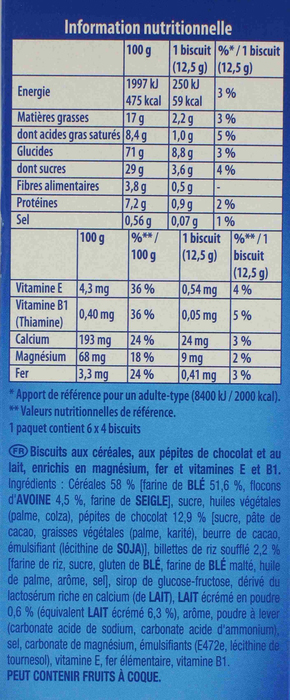 Information nutritionnelle
100 g 1 biscuit (12,5 g) %*/1 biscuit (12,5 g)
Energie 1997 kJ 475 kcal 250 kJ 59 kcal 3 %
Matières grasses 17 g 2,2 g 3 %
dont acides gras saturés 8,4 g 1,0 g 5 %
Glucides 71 g 8,8 g 3 %
dont sucres 29 g 3,6 g 4 %
Fibres alimentaires 3,8 g 0,5 g -
Protéines 7,2 g 0,9 g 2 %
Sel 0,56 g 0,07 g 1 %
100 g %**/ 100 g 1 biscuit (12,5 g) %**/1 biscuit (12,5 g)
Vitamine E 4,3 mg 36 % 0,54 mg 4 %
Vitamine B1 (Thiamine) 0,40 mg 36 % 0,05 mg 5 %
Calcium 193 mg 24 % 24 mg 3 %
Magnésium 68 mg 18 % 9 mg 2 %
Fer 3,3 mg 24 % 0,41 mg 3 %
* Apport de référence pour un adulte-type (8400 kJ / 2000 kcal).
** Valeurs nutritionnelles de référence.
1 paquet contient 6 x 4 biscuits
FR Biscuits aux céréales, aux pépites de chocolat et au
lait, enrichis en magnésium, fer et vitamines E et B1.
Ingrédients : Céréales 58 % [farine de BLÉ 51,6 %, flocons
d'AVOINE 4,5 %, farine de SEIGLE], sucre, huiles végétales
(palme, colza), pépites de chocolat 12,9 % [sucre, pâte de
cacao, graisses végétales (palme, karité), beurre de cacao,
émulsifiant (lécithine de SOJA)], billettes de riz soufflé 2,2 %
[farine de riz, sucre, gluten de BLÉ, farine de BLÉ malté, huile
de palme, arôme, sel], sirop de glucose-fructose, dérivé du
lactosérum riche en calcium (de LAIT), LAIT écrémé en poudre
0,6 % (équivalent LAIT écrémé 6,3 %), arôme, poudre à lever
(carbonate acide de sodium, carbonate acide d'ammonium),
sel, carbonate de magnésium, émulsifiants (E472e, lécithine de
tournesol), vitamine E, fer élémentaire, vitamine B1.
PEUT CONTENIR FRUITS À COQUE.